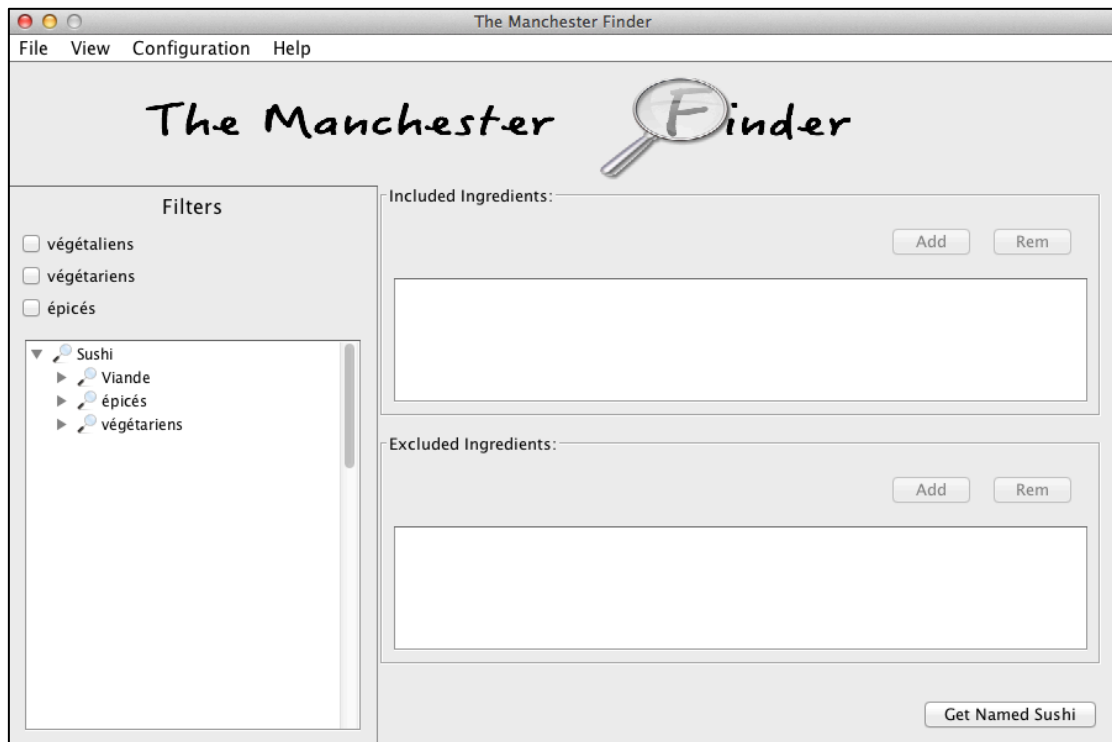 The Manchester Finder
File View Configuration Help
The Manchester Finder
Filters
végétaliens
végétariens
épicés
Sushi
Viande
épicés
végétariens
Included Ingredients:
Add Rem
Excluded Ingredients:
Add Rem
Get Named Sushi